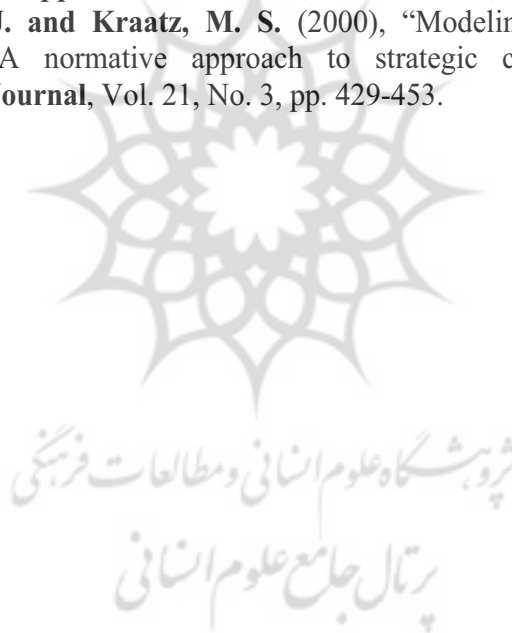 J. and Kraatz, M. S. (2000), “Modelin
A normative approach to strategic c
Journal, Vol. 21, No. 3, pp. 429-453.
پژوهشگاه علوم انسانی و مطالعات فرهنگی
پرتال جامع علوم انسانی